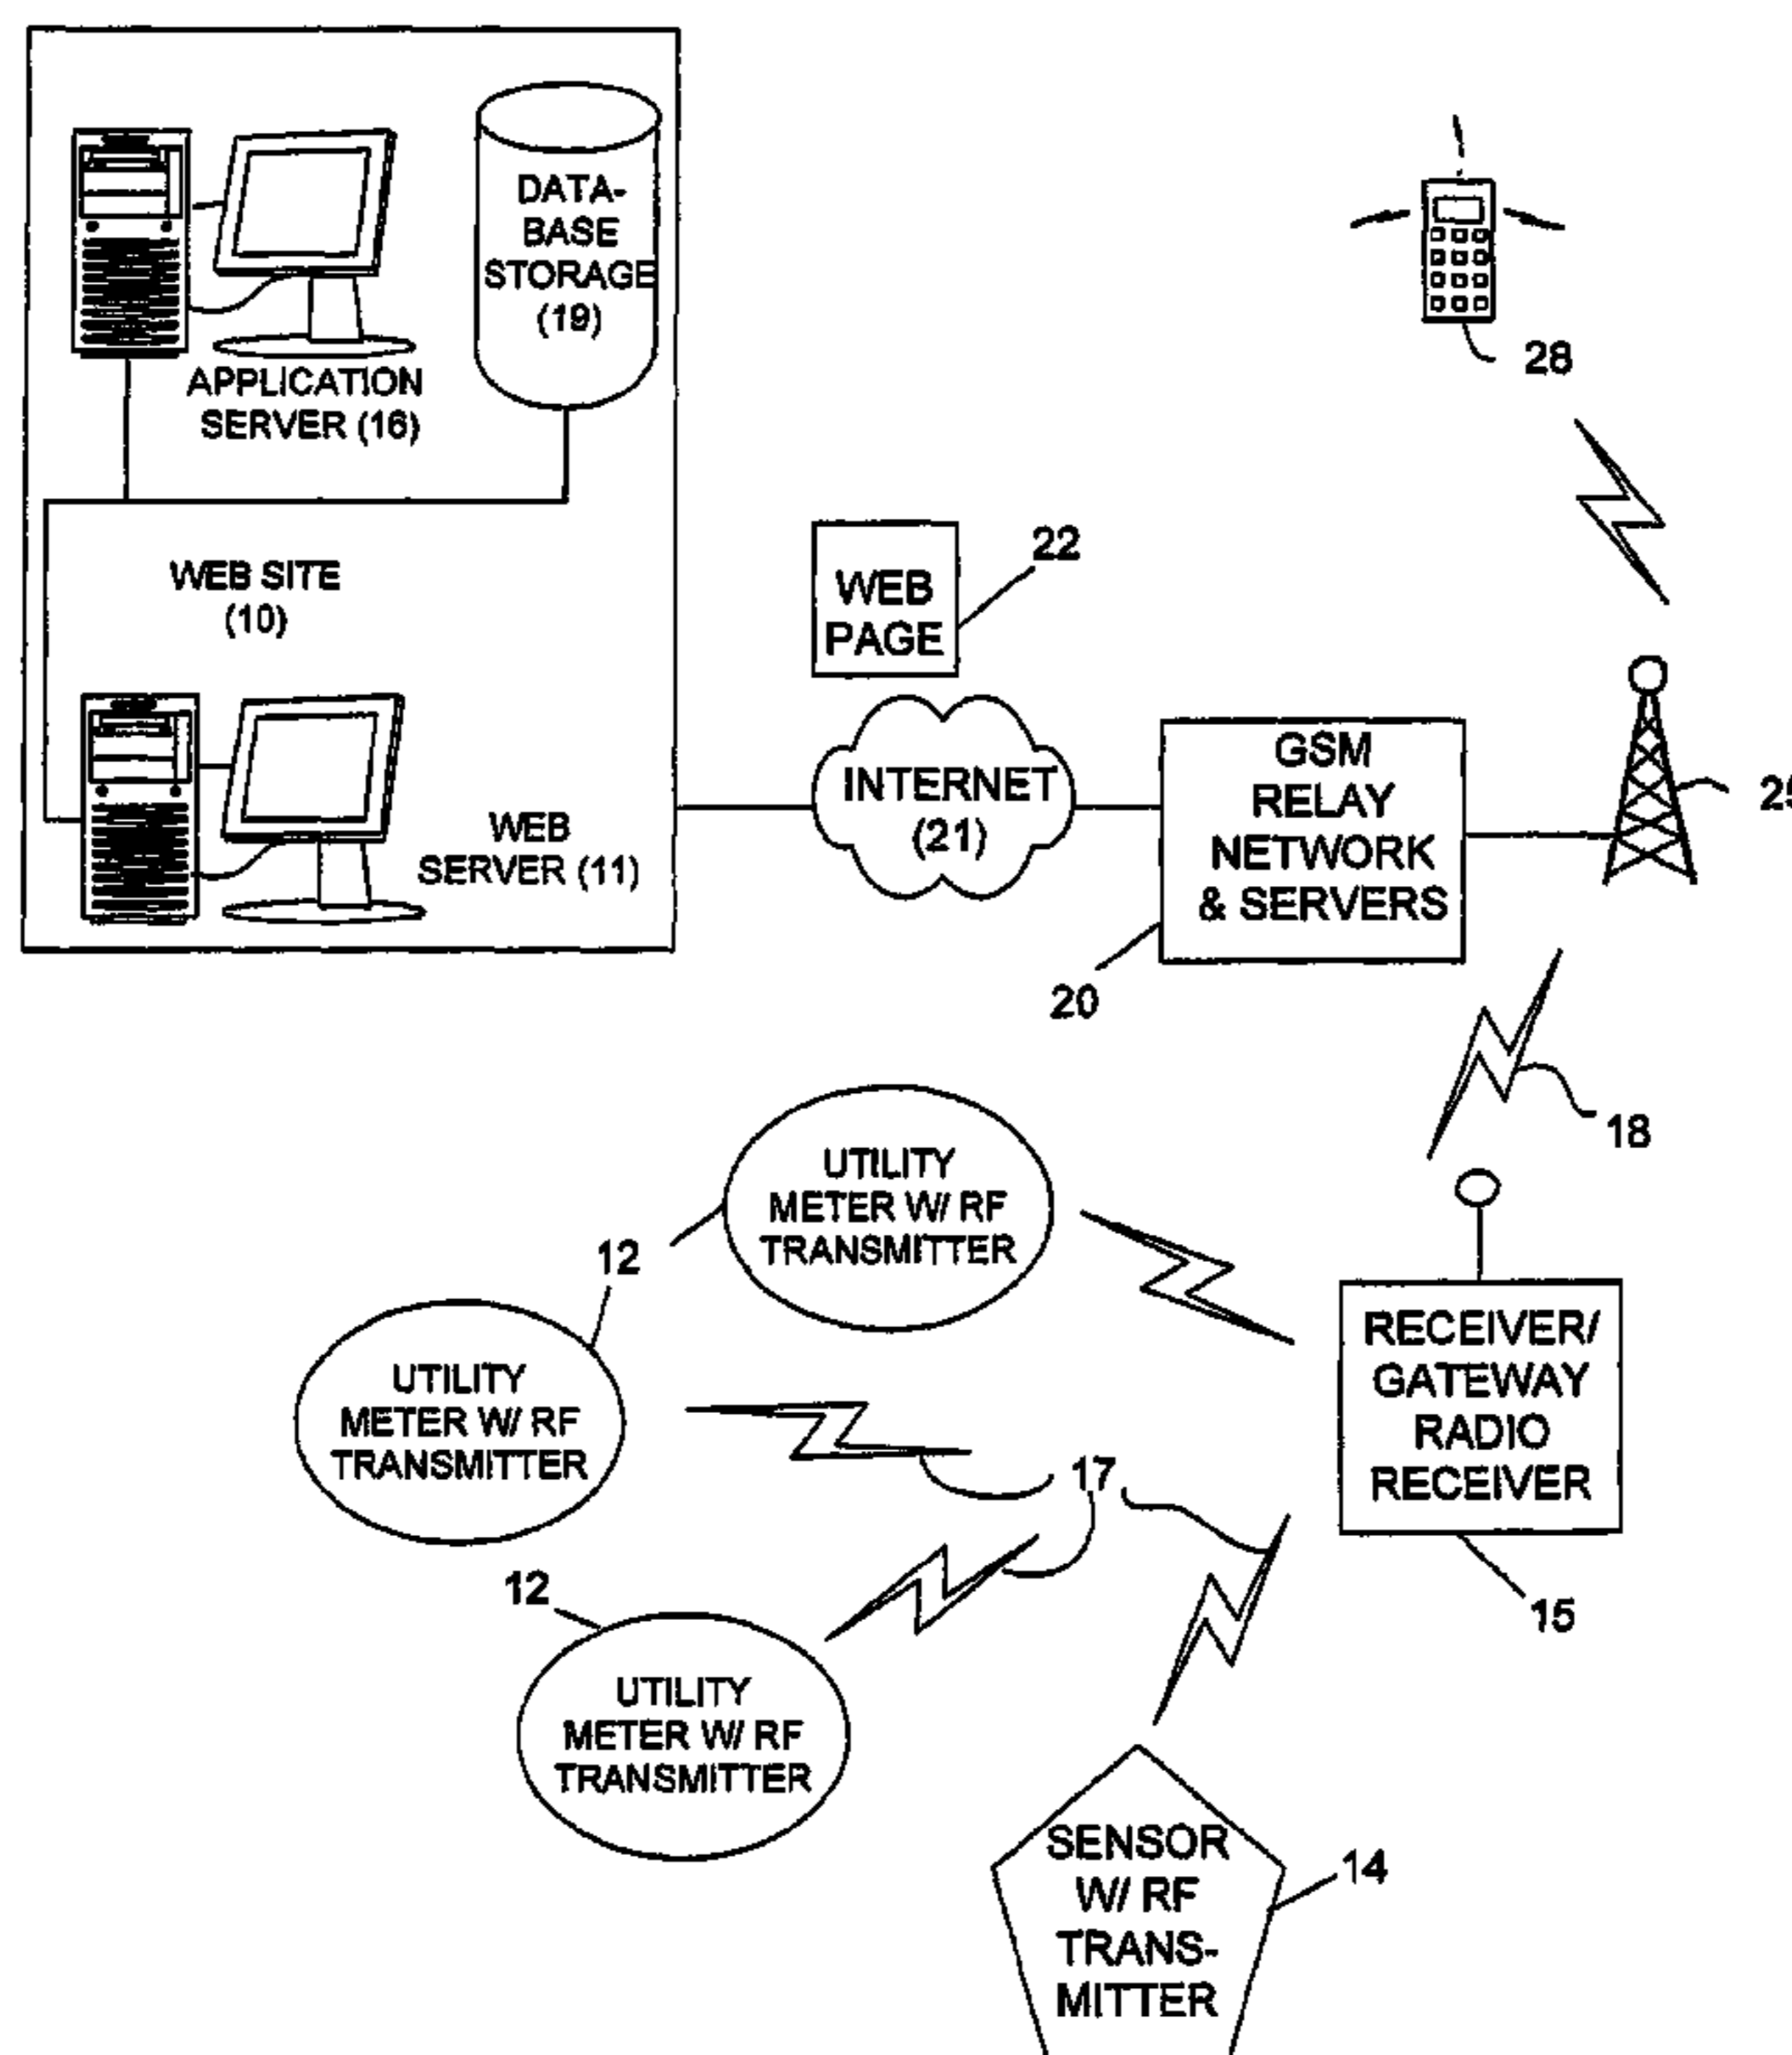 DATA-
BASE
STORAGE
(19)
APPLICATION
SERVER (16)
WEB SITE
(10)
WEB
SERVER (11)
28
22
WEB
PAGE
INTERNET
(21)
GSM
RELAY
NETWORK
& SERVERS
20
18
UTILITY
METER W/ RF
TRANSMITTER
12
UTILITY
METER W/ RF
TRANSMITTER
RECEIVER/
GATEWAY
RADIO
RECEIVER
17
15
12
UTILITY
METER W/ RF
TRANSMITTER
SENSOR
W/ RF
TRANS-
MITTER
14